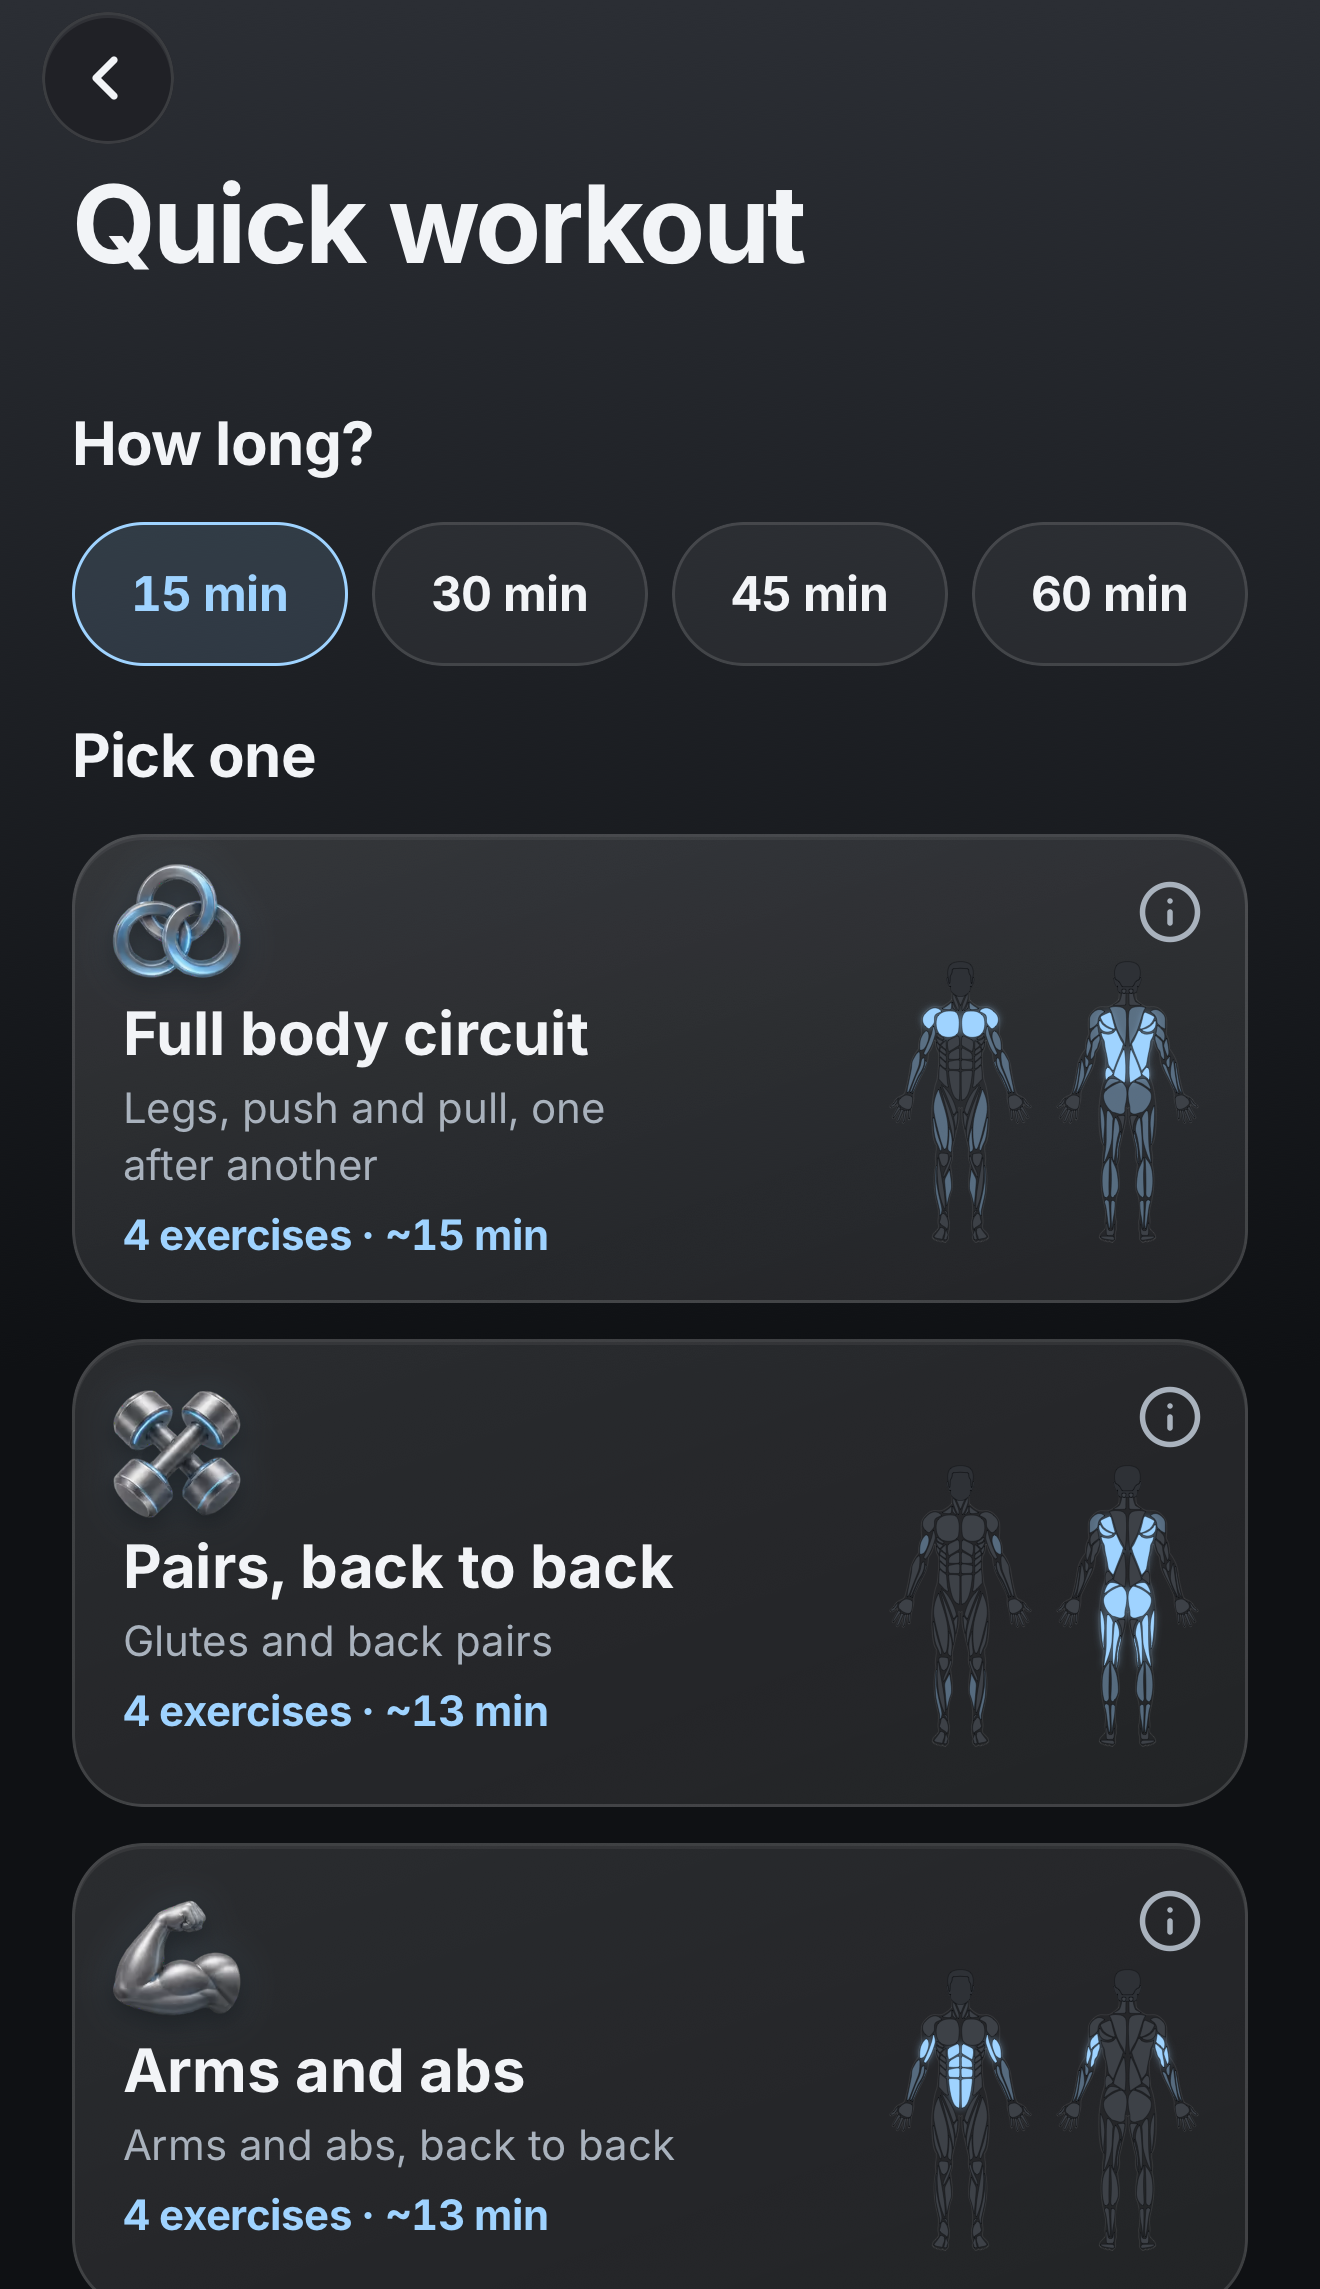 Quick workout
How long?
15 min
30 min
45 min
60 min
Pick one
Full body circuit
Legs, push and pull, one
after another
4 exercises · ~15 min
Pairs, back to back
Glutes and back pairs
4 exercises · ~13 min
Arms and abs
Arms and abs, back to back
4 exercises · ~13 min